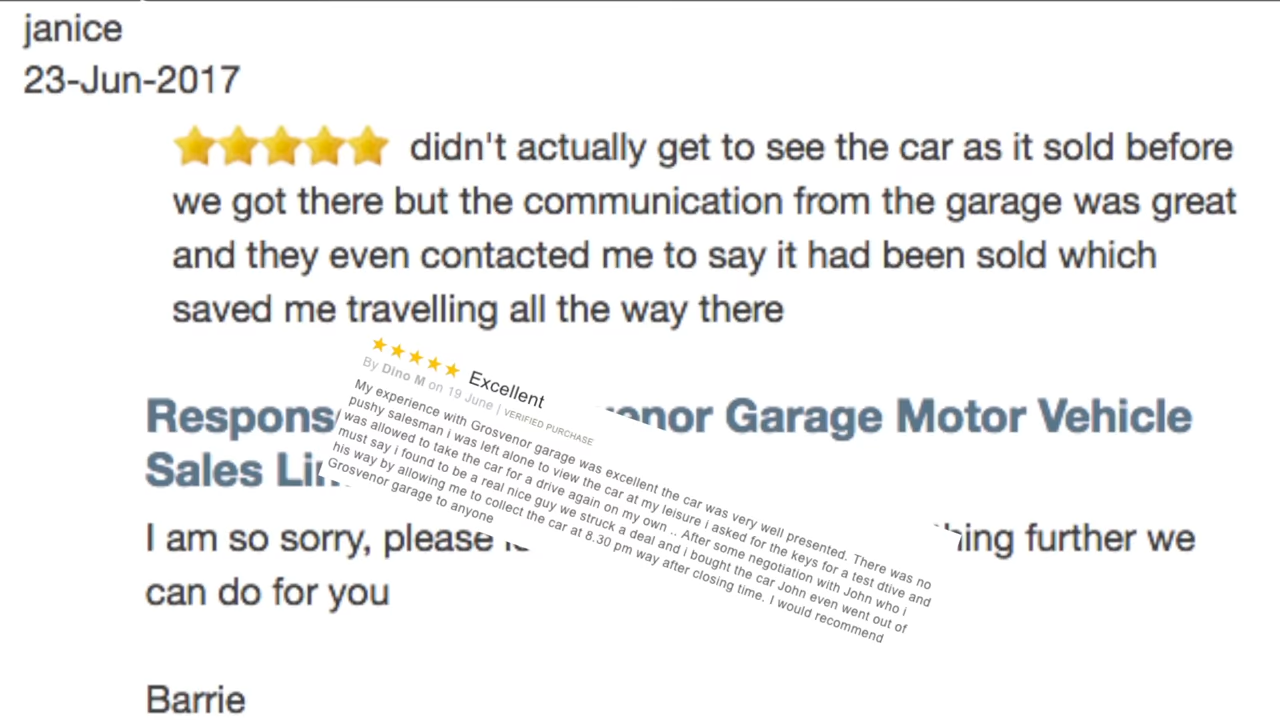 janice
23-Jun-2017
didn't actually get to see the car as it sold before
we got there but the communication from the garage was great
and they even contacted me to say it had been sold which
saved me travelling all the way there
Excellent
By Dino M on 19 June | VERIFIED PURCHASE
My experience with Grosvenor garage was excellent the car was very well presented. There was no
pushy salesman i was left alone to view the car at my leisure i asked for the keys for a test dtive and
was allowed to take the car for a drive again on my own ... After some negotiation with John who i
must say i found to be a real nice guy we struck a deal and i bought the car John even went out of
his way by allowing me to collect the car at 8.30 pm way after closing time. I would recommend
Grosvenor garage to anyone
Garage Motor Vehicle
Sales
I am so sorry, please further we
can do for you
Barrie